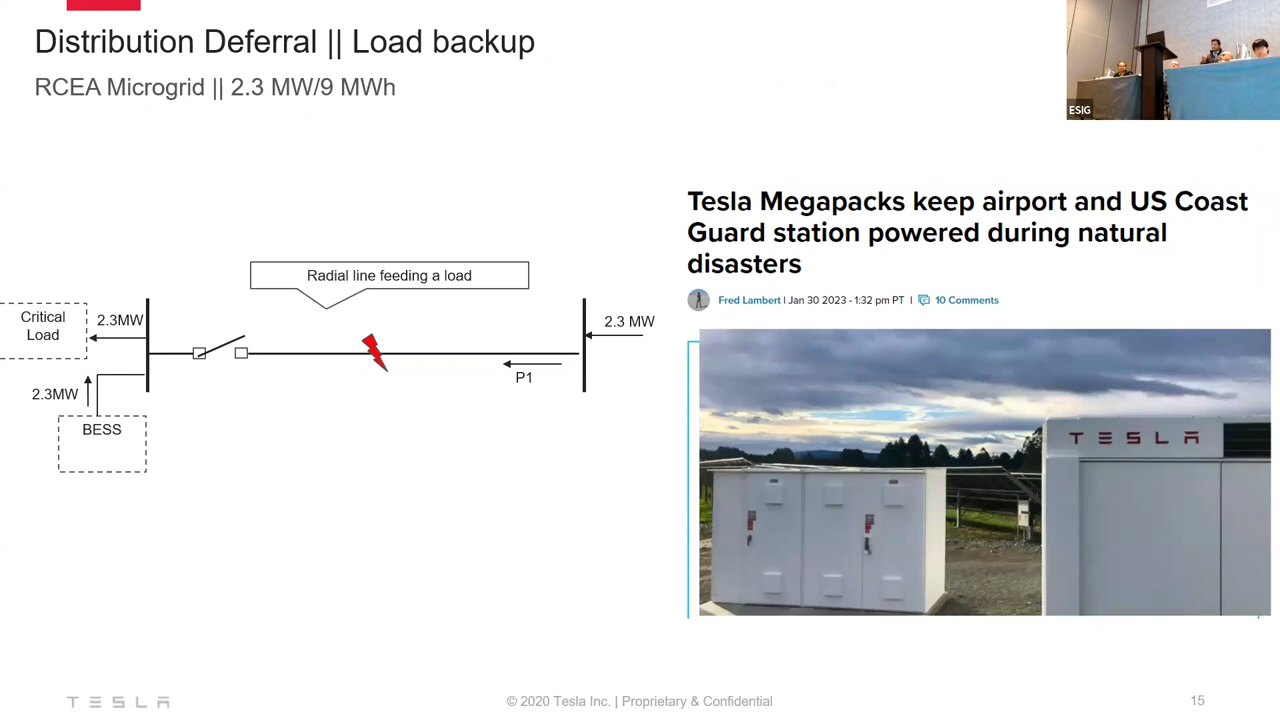 Distribution Deferral || Load backup
RCEA Microgrid || 2.3 MW/9 MWh
ESIG
Radial line feeding a load
Critical
Load
2.3MW
2.3 MW
P1
2.3MW
BESS
Tesla Megapacks keep airport and US Coast
Guard station powered during natural
disasters
Fred Lambert | Jan 30 2023 - 1:32 pm PT | 10 Comments
TESLA
TESLA
© 2020 Tesla Inc. | Proprietary & Confidential
15